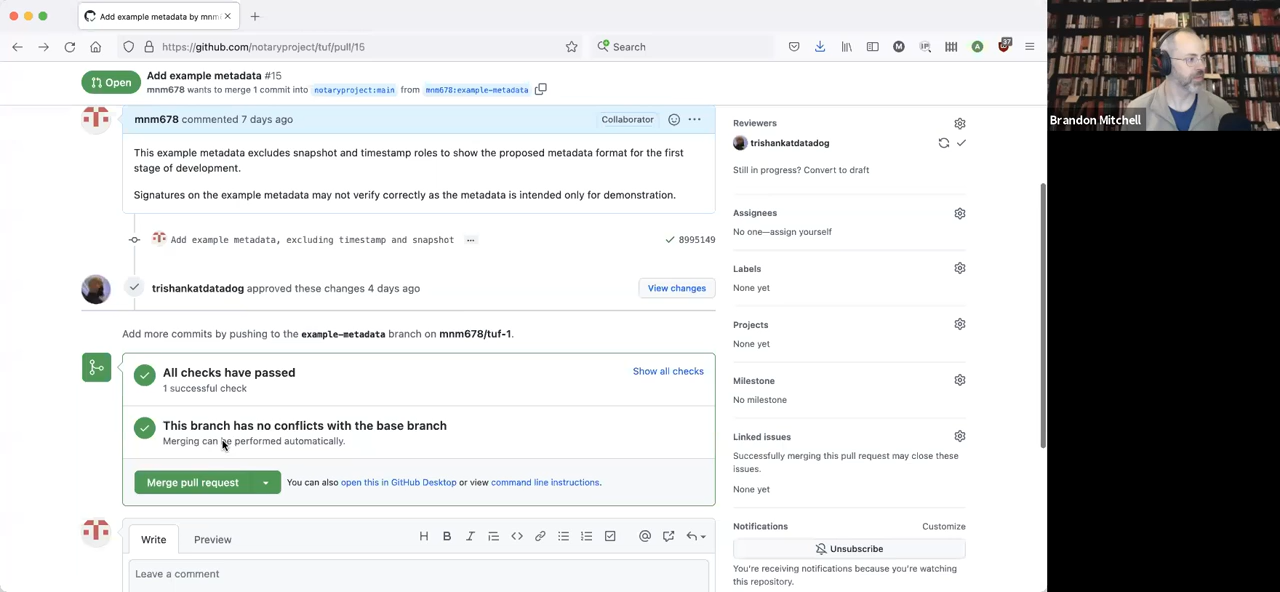 Add example metadata by mnm
https://github.com/notaryproject/tuf/pull/15
Search
37
Open
Add example metadata #15
mnm678 wants to merge 1 commit into notaryproject:main from mnm678:example-metadata
mnm678 commented 7 days ago
Collaborator
This example metadata excludes snapshot and timestamp roles to show the proposed metadata format for the first
stage of development.
Signatures on the example metadata may not verify correctly as the metadata is intended only for demonstration.
Add example metadata, excluding timestamp and snapshot
8995149
trishankatdatadog approved these changes 4 days ago
View changes
Add more commits by pushing to the example-metadata branch on mnm678/tuf-1.
All checks have passed
1 successful check
Show all checks
This branch has no conflicts with the base branch
Merging can be performed automatically.
Merge pull request
You can also open this in GitHub Desktop or view command line instructions.
Write
Preview
Leave a comment
Reviewers
trishankatdatadog
Still in progress? Convert to draft
Assignees
No one—assign yourself
Labels
None yet
Projects
None yet
Milestone
No milestone
Linked issues
Successfully merging this pull request may close these
issues.
None yet
Notifications
Customize
Unsubscribe
You're receiving notifications because you're watching
this repository.
Brandon Mitchell